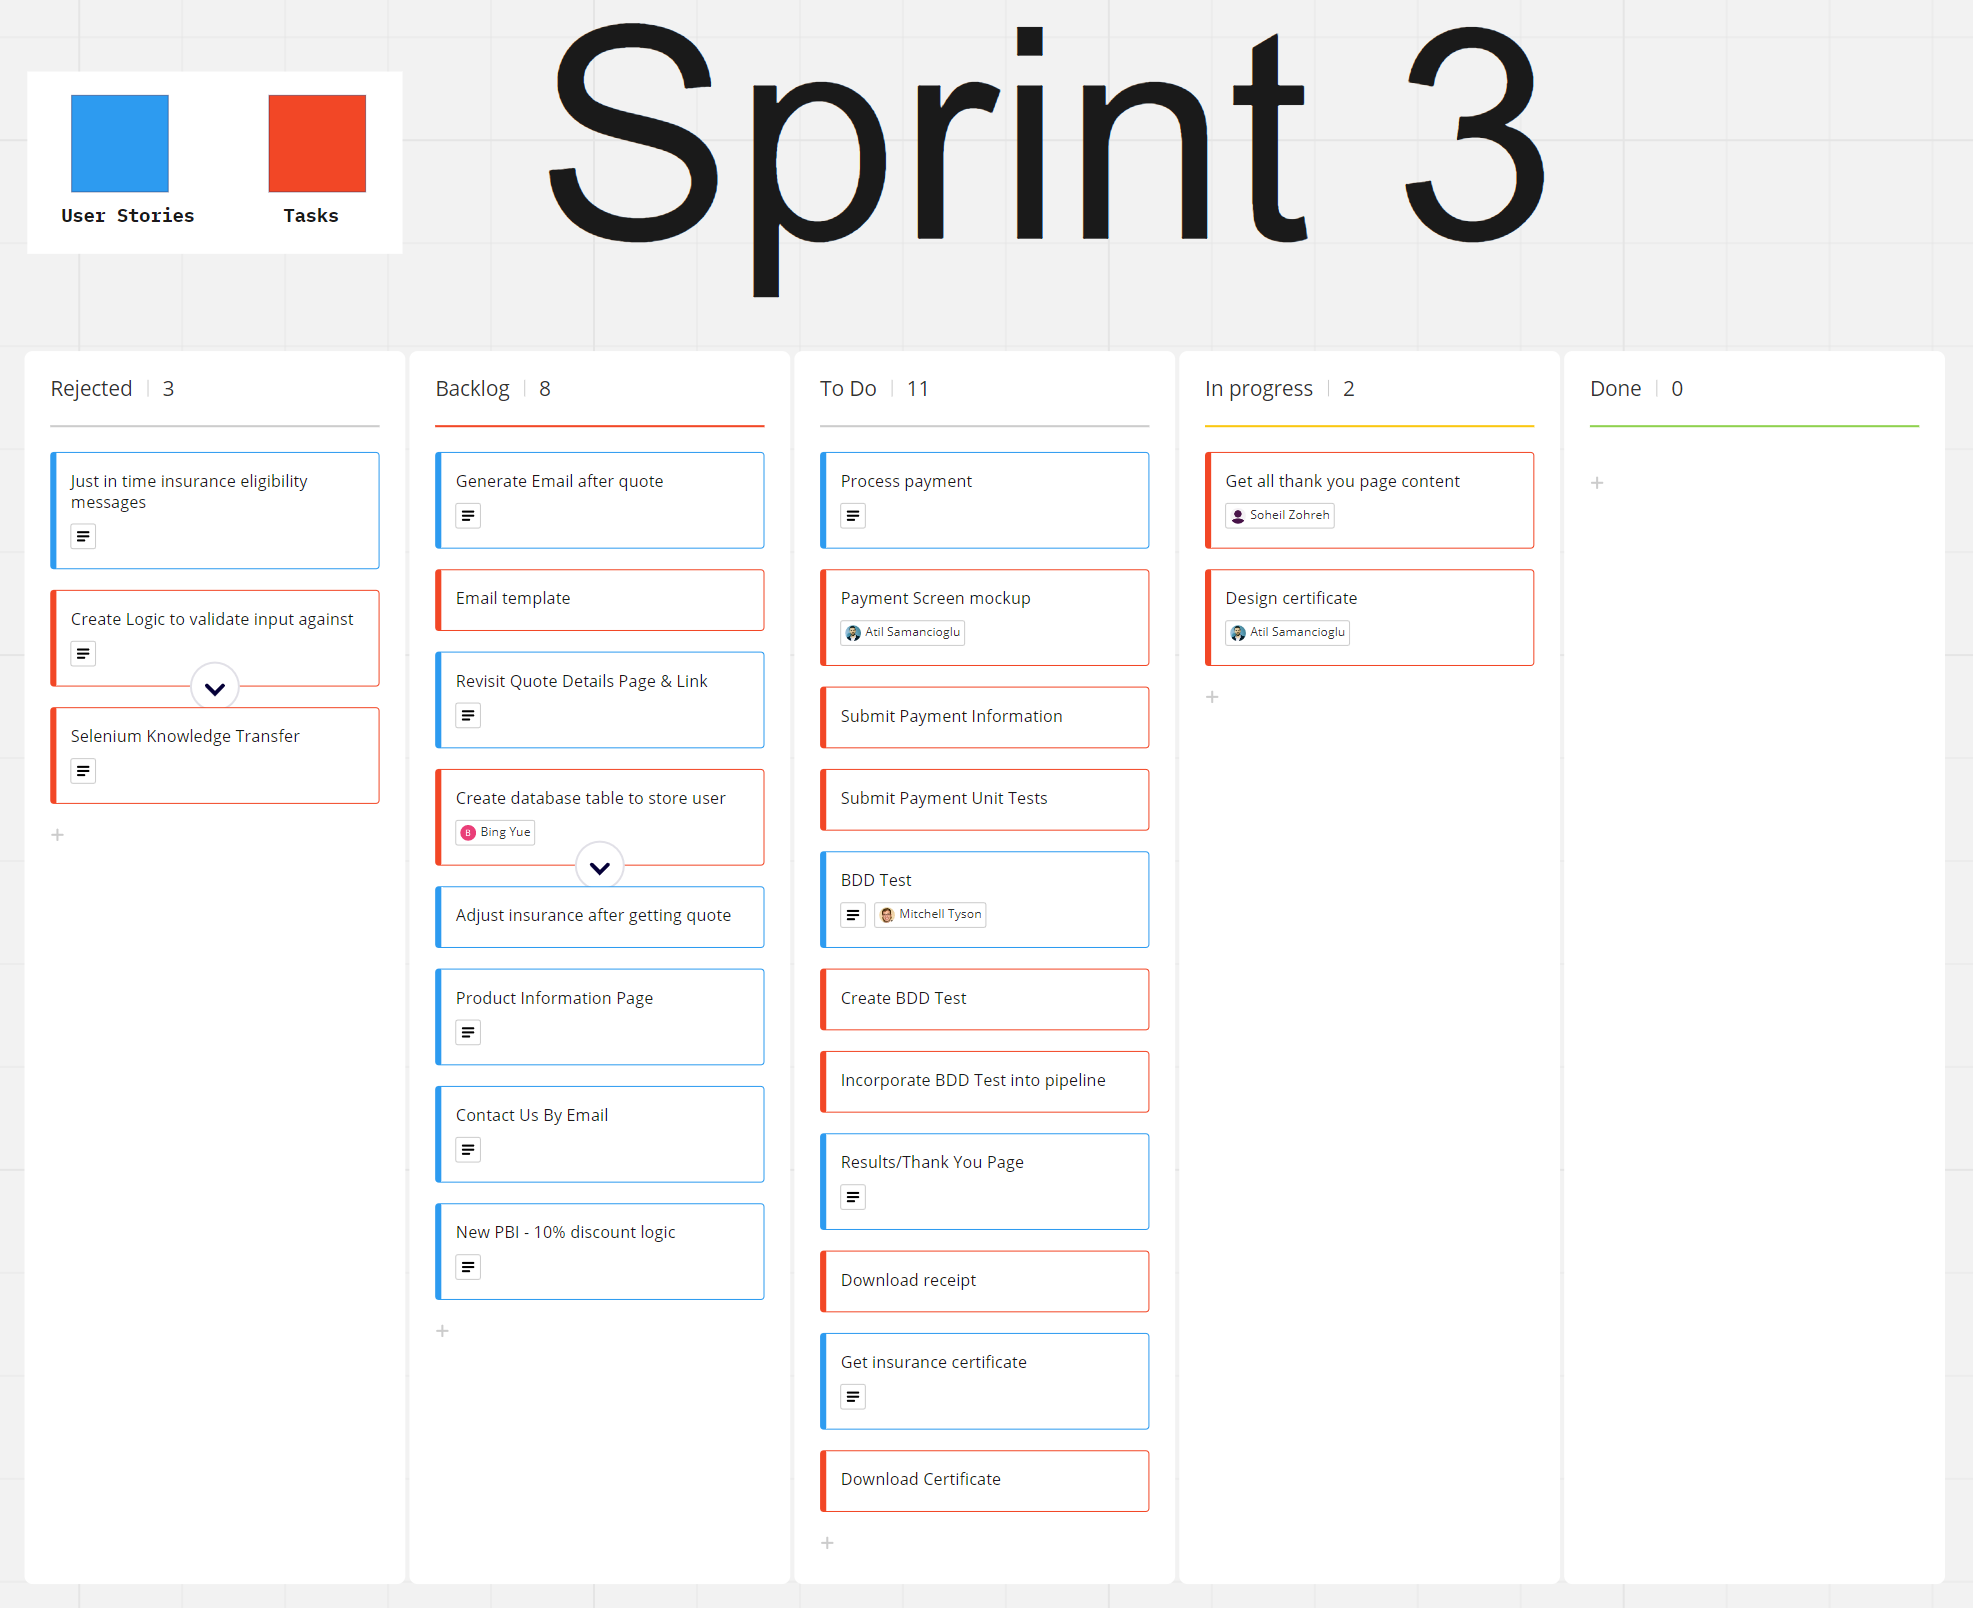 Sprint 3
User Stories
Tasks
Rejected 3
Just in time insurance eligibility
messages
Create Logic to validate input against
Selenium Knowledge Transfer
+
Backlog 8
Generate Email after quote
Email template
Revisit Quote Details Page & Link
Create database table to store user
B Bing Yue
Adjust insurance after getting quote
Product Information Page
Contact Us By Email
New PBI - 10% discount logic
+
To Do 11
Process payment
Payment Screen mockup
Atil Samancioglu
Submit Payment Information
Submit Payment Unit Tests
BDD Test
Mitchell Tyson
Create BDD Test
Incorporate BDD Test into pipeline
Results/Thank You Page
Download receipt
Get insurance certificate
Download Certificate
+
In progress 2
Get all thank you page content
Soheil Zohreh
Design certificate
Atil Samancioglu
+
Done 0
+